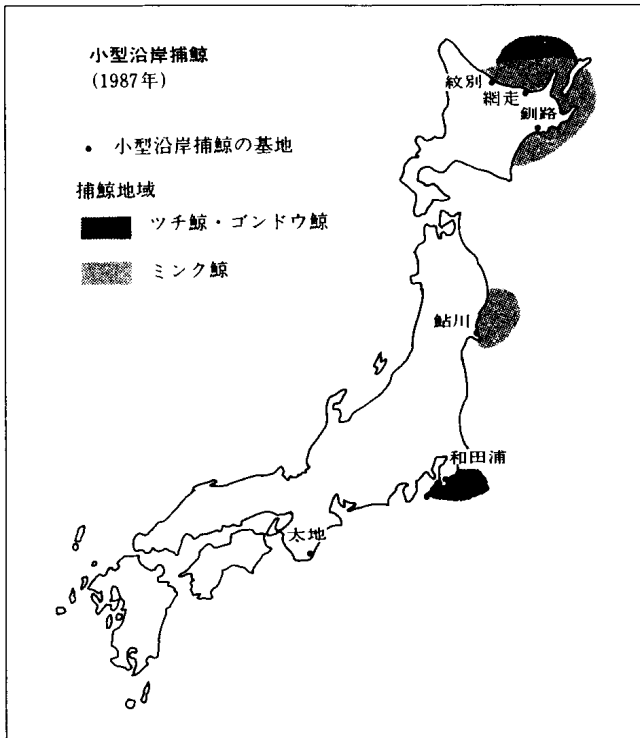 小型沿岸捕鯨
(1987年)
• 小型沿岸捕鯨の基地
捕鯨地域
ツチ鯨・ゴンドウ鯨
ミンク鯨
紋別
網走
釧路
鮎川
和田浦
太地